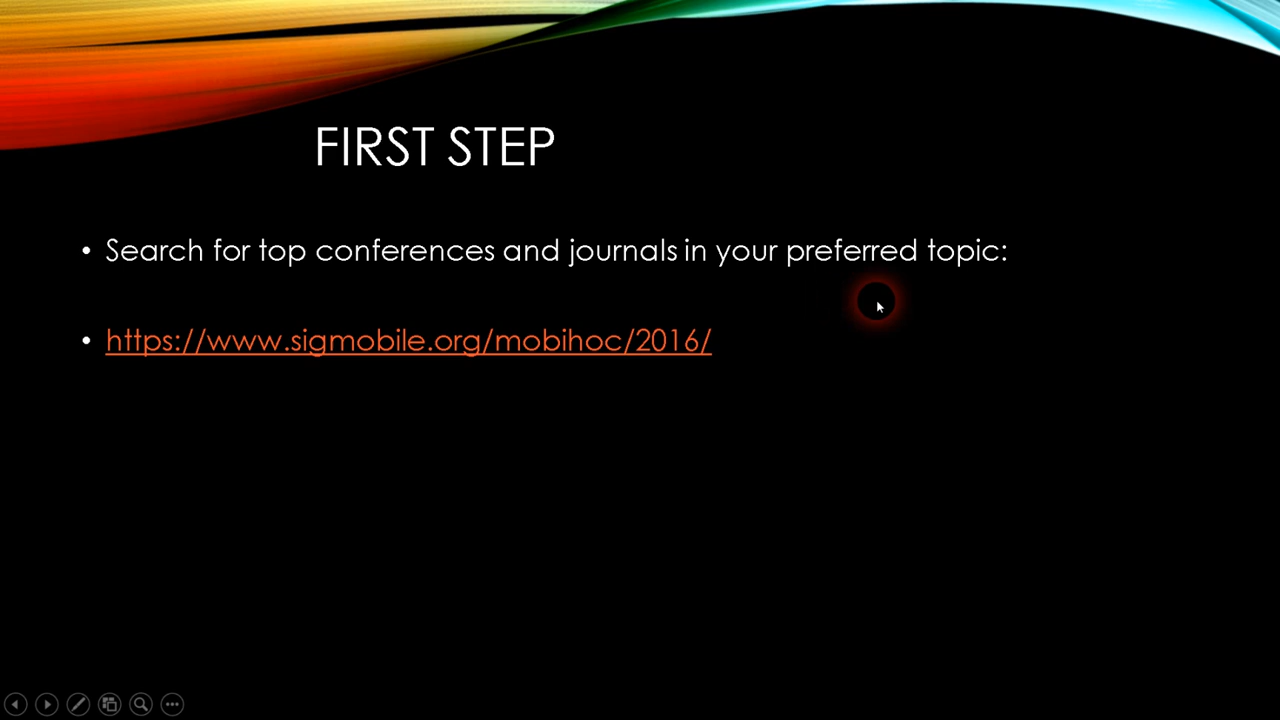 FIRST STEP
• Search for top conferences and journals in your preferred topic:
• https://www.sigmobile.org/mobihoc/2016/